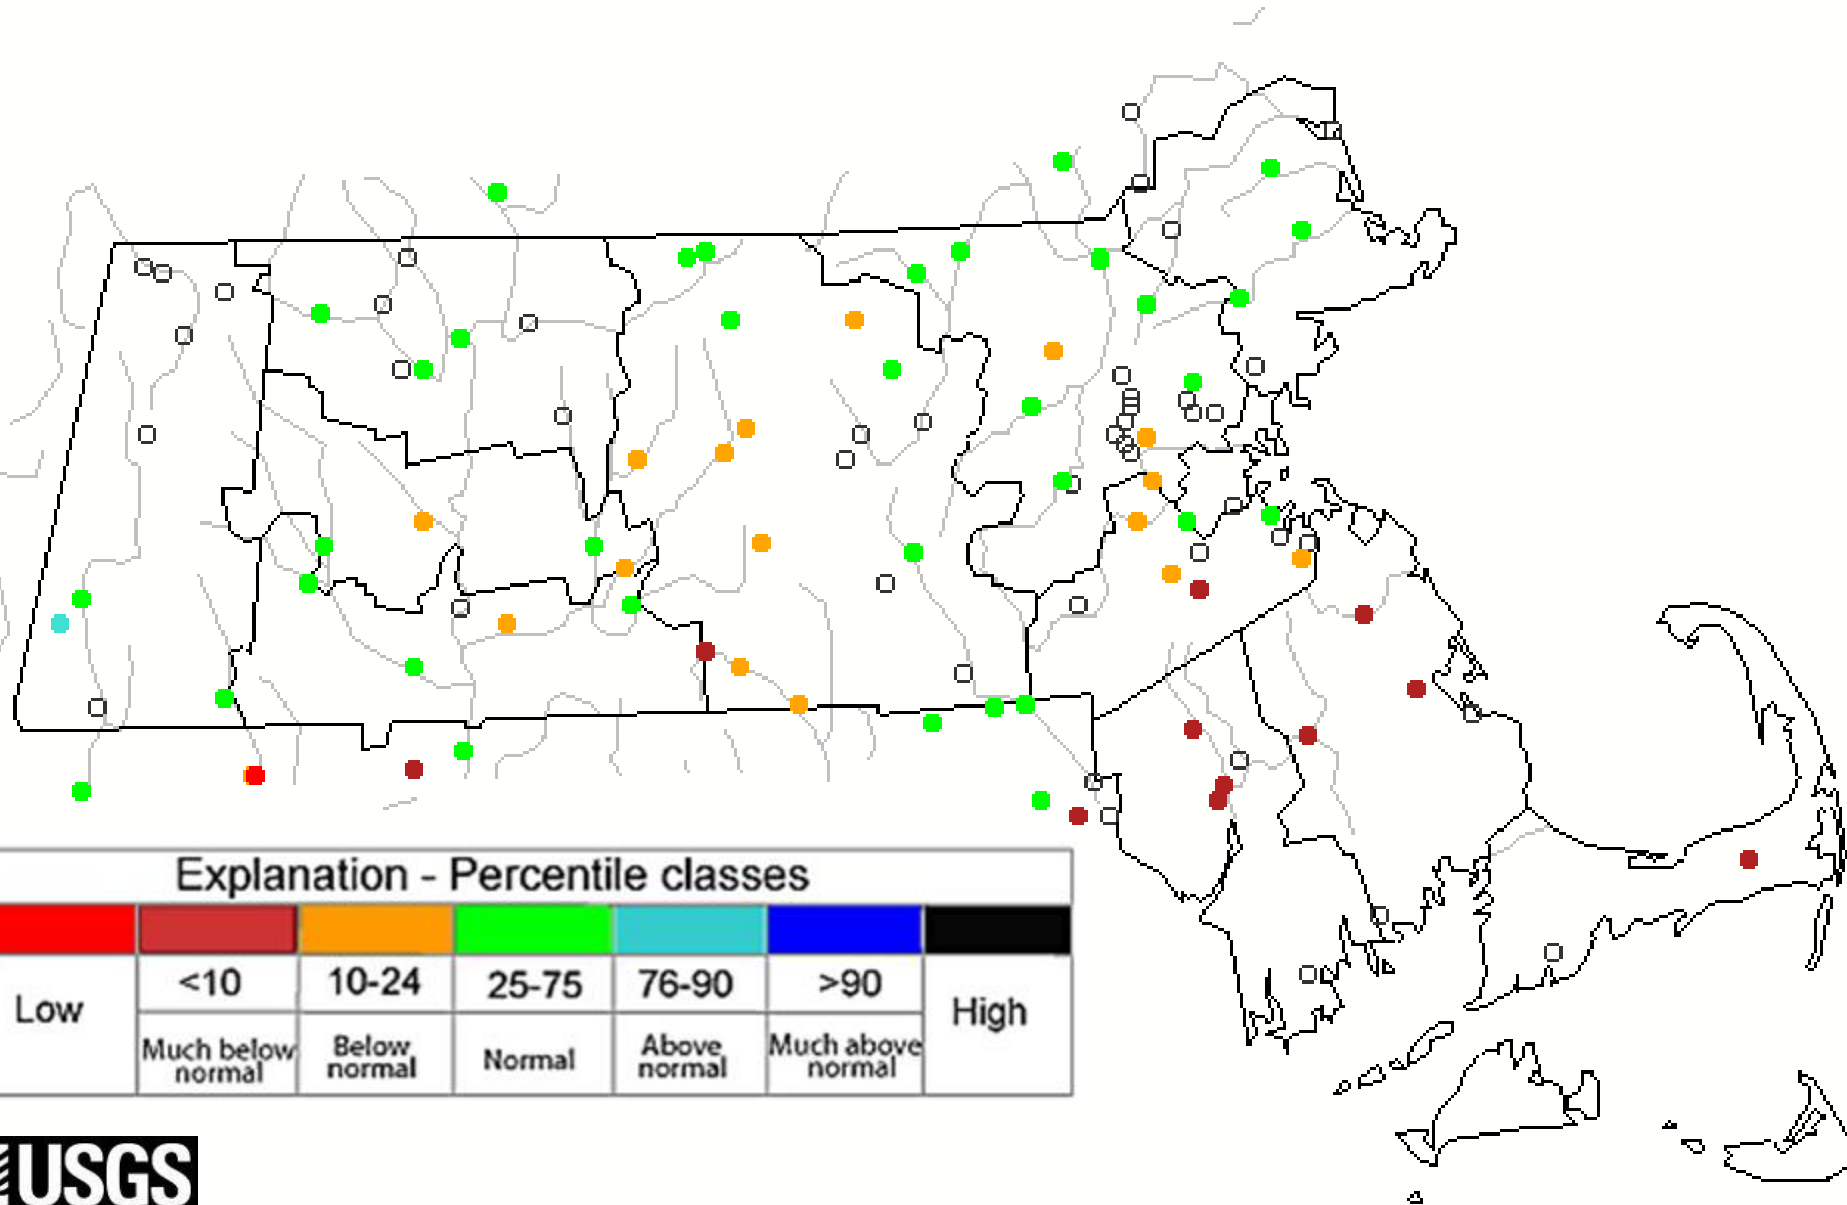 Explanation - Percentile classes
<10 10-24 25-75 76-90 >90
Low High
Much below normal Below normal Normal Above normal Much above normal
USGS